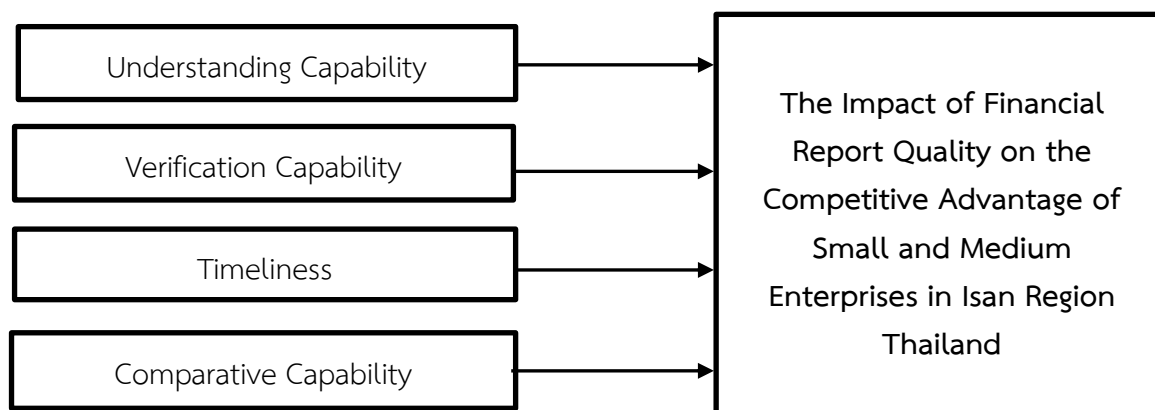 Understanding Capability
Verification Capability
Timeliness
Comparative Capability
The Impact of Financial
Report Quality on the
Competitive Advantage of
Small and Medium
Enterprises in Isan Region
Thailand